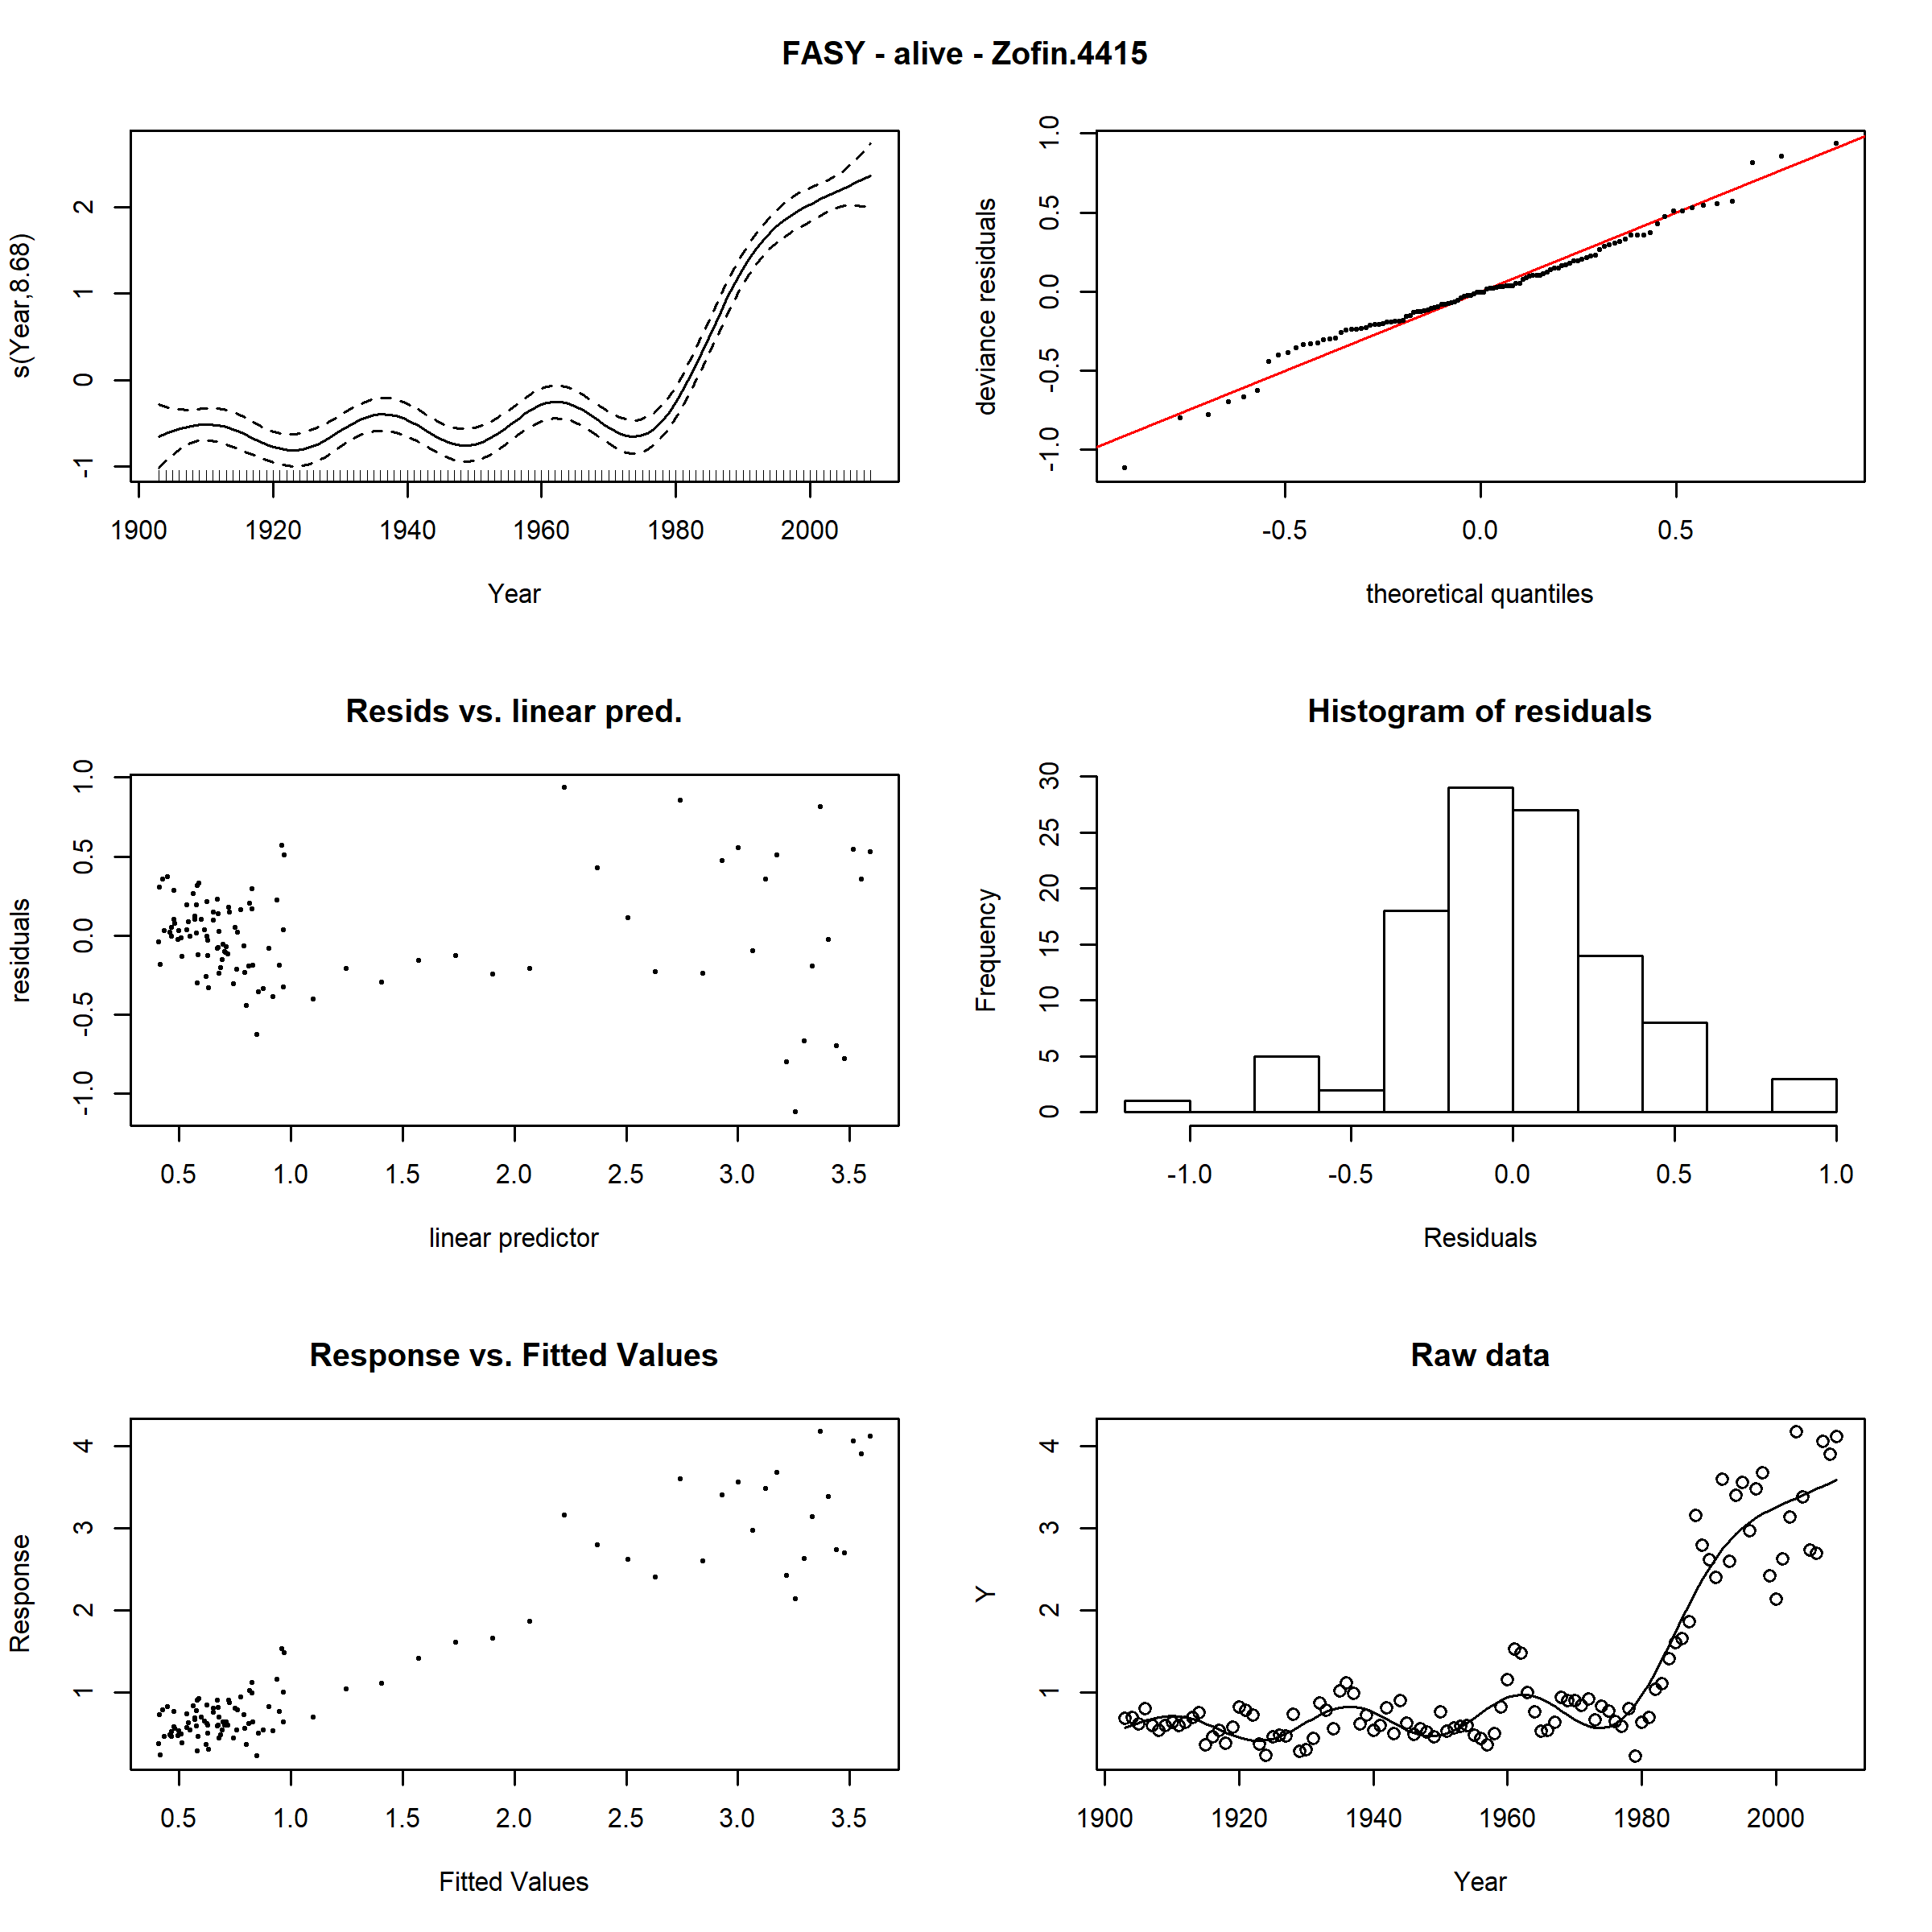 FASY - alive - Zofin.4415
s(Year,8.68)
-1 0 1 2
1900 1920 1940 1960 1980 2000
Year
deviance residuals
-1.0 -0.5 0.0 0.5 1.0
-0.5 0.0 0.5
theoretical quantiles
Resids vs. linear pred.
residuals
-1.0 -0.5 0.0 0.5 1.0
0.5 1.0 1.5 2.0 2.5 3.0 3.5
linear predictor
Histogram of residuals
Frequency
0 5 10 15 20 25 30
-1.0 -0.5 0.0 0.5 1.0
Residuals
Response vs. Fitted Values
Response
1 2 3 4
0.5 1.0 1.5 2.0 2.5 3.0 3.5
Fitted Values
Raw data
Y
1 2 3 4
1900 1920 1940 1960 1980 2000
Year